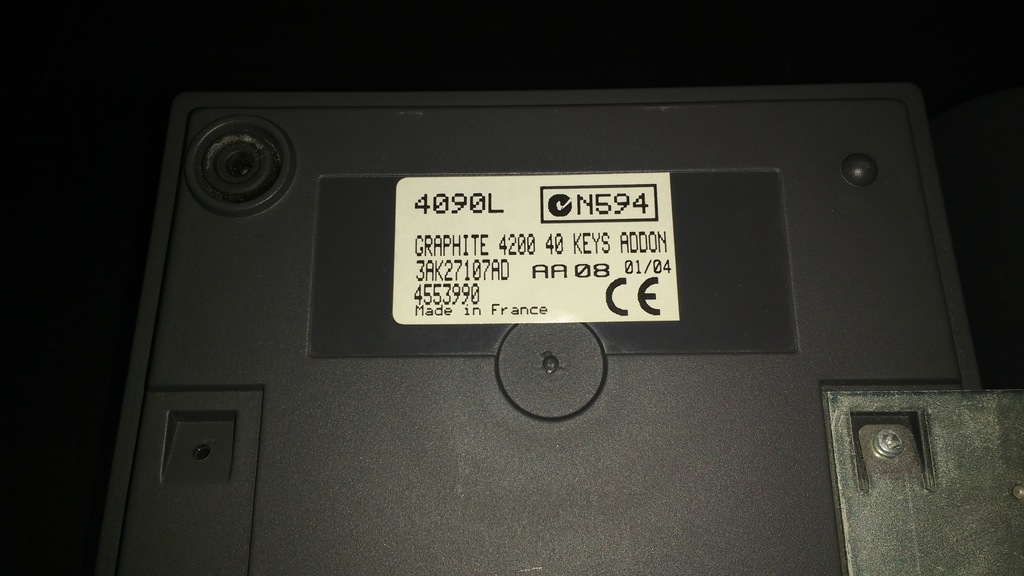 4090L N594
GRAPHITE 4200 40 KEYS ADDON
3AK27107AD AA 08 01/04
4553990
CE
Made in France